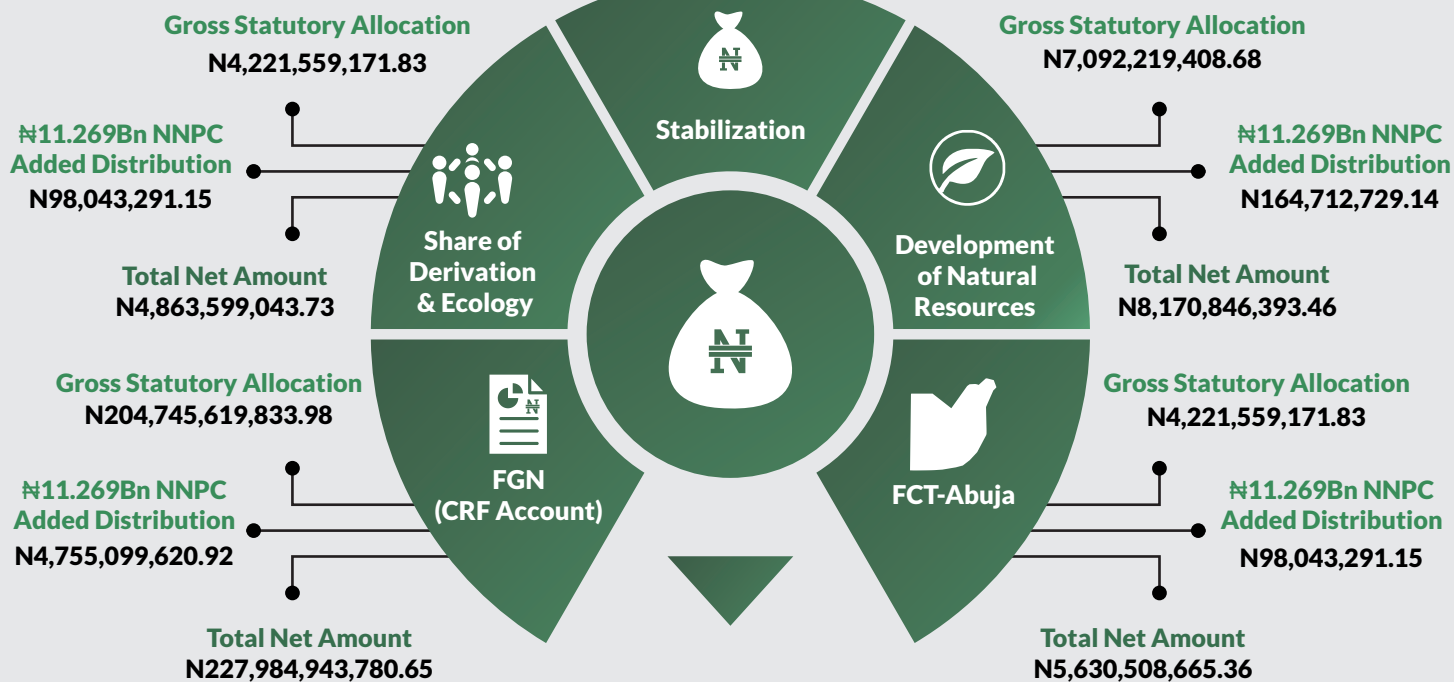 Gross Statutory Allocation
N4,221,559,171.83
₦11.269Bn NNPC
Added Distribution
N98,043,291.15
Total Net Amount
N4,863,599,043.73
Share of
Derivation
& Ecology
₦
Stabilization
Gross Statutory Allocation
N7,092,219,408.68
₦11.269Bn NNPC
Added Distribution
N164,712,729.14
Total Net Amount
N8,170,846,393.46
Development
of Natural
Resources
₦
Gross Statutory Allocation
N204,745,619,833.98
₦11.269Bn NNPC
Added Distribution
N4,755,099,620.92
Total Net Amount
N227,984,943,780.65
₦
FGN
(CRF Account)
Gross Statutory Allocation
N4,221,559,171.83
₦11.269Bn NNPC
Added Distribution
N98,043,291.15
Total Net Amount
N5,630,508,665.36
FCT-Abuja